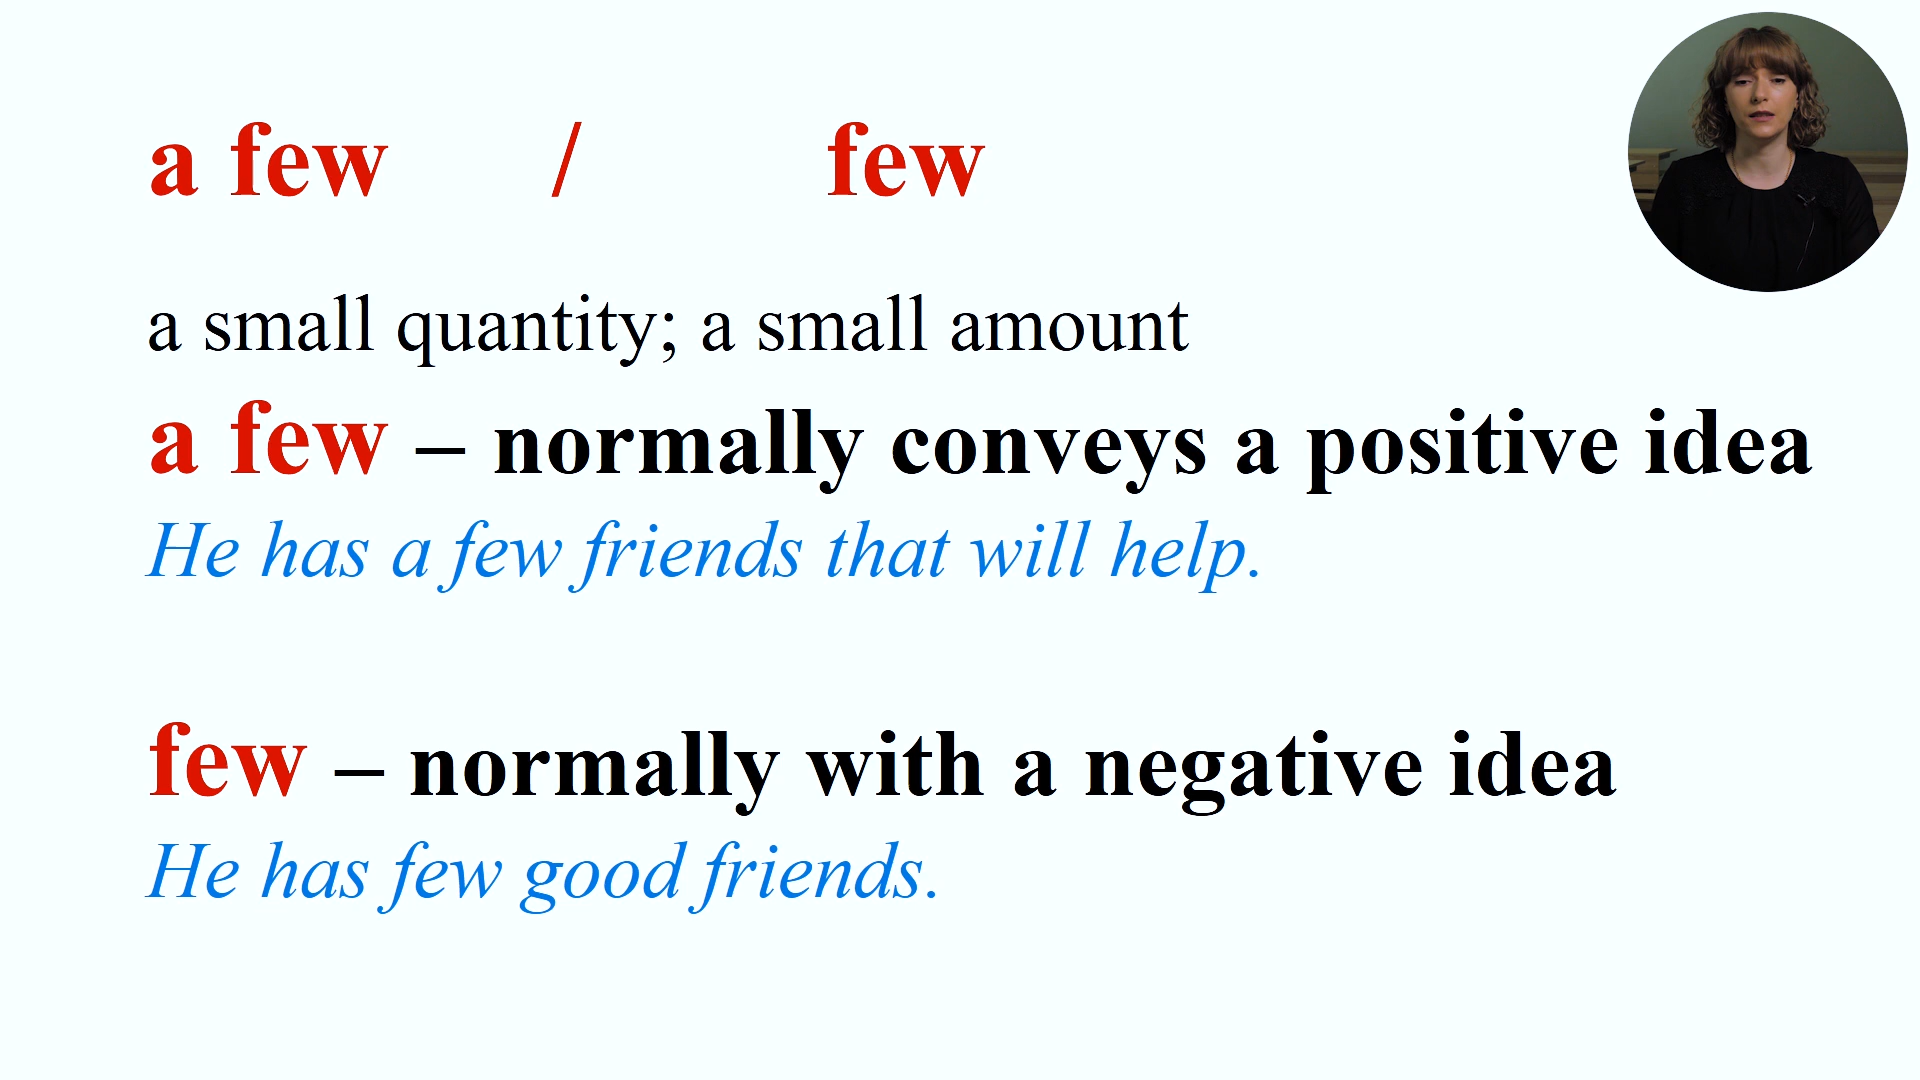 a few / few
a small quantity; a small amount
a few – normally conveys a positive idea
He has a few friends that will help.
few – normally with a negative idea
He has few good friends.